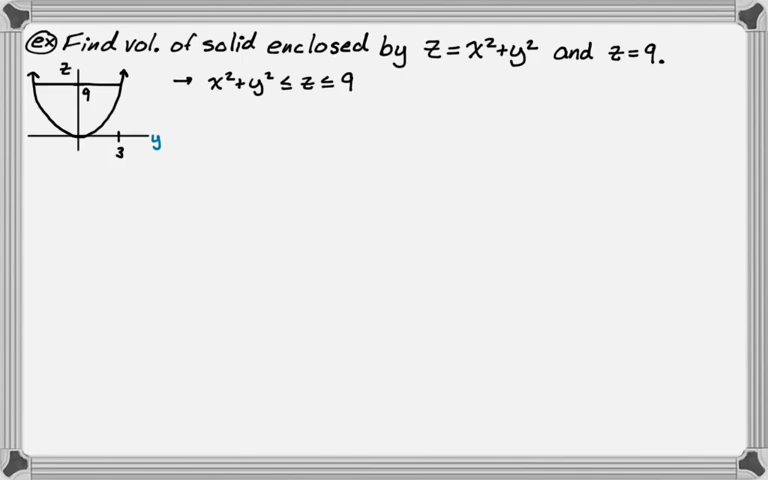 ex Find vol. of solid enclosed by z = x² + y² and z = 9.
→ x² + y² ≤ z ≤ 9
z
9
y
3